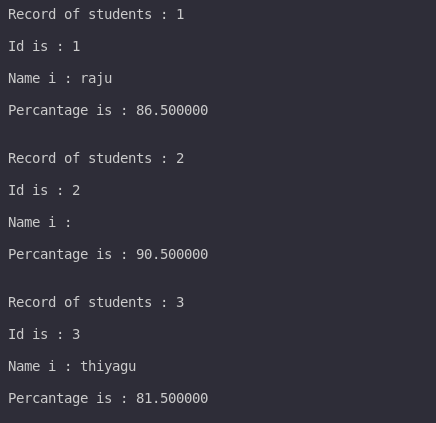 Record of students : 1
Id is : 1
Name i : raju
Percantage is : 86.500000
Record of students : 2
Id is : 2
Name i :
Percantage is : 90.500000
Record of students : 3
Id is : 3
Name i : thiyagu
Percantage is : 81.500000